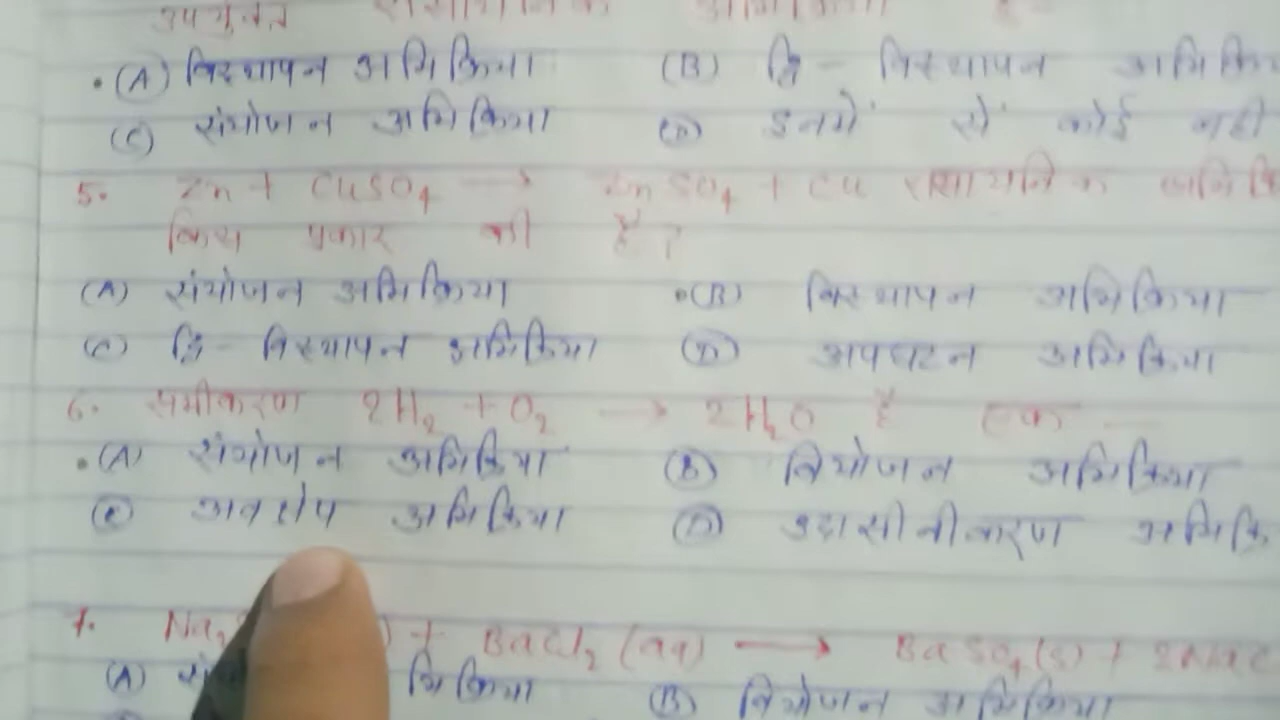 उपर्युक्त रासायनिक अभिक्रिया है-
(A) विस्थापन अभिक्रिया (B) द्वि - विस्थापन
(C) संयोजन अभिक्रिया (D) इनमें से कोई नही
5. Zn + CuSO4 → ZnSO4 + Cu रासायनिक
किस प्रकार की है ?
(A) संयोजन अभिक्रिया (B) विस्थापन अभिक्रिया
(C) द्वि - विस्थापन अभिक्रिया (D) अपघटन अभिक्रिया
6. समीकरण 2H2 + O2 → 2H2O है एक —
(A) संयोजन अभिक्रिया (B) वियोजन अभिक्रिया
(C) अवक्षेप अभिक्रिया (D) उदासीनीकरण
7. + BaCl2 (aq) → BaSO4(s) +
(A) (B) वियोजन अभिक्रिया